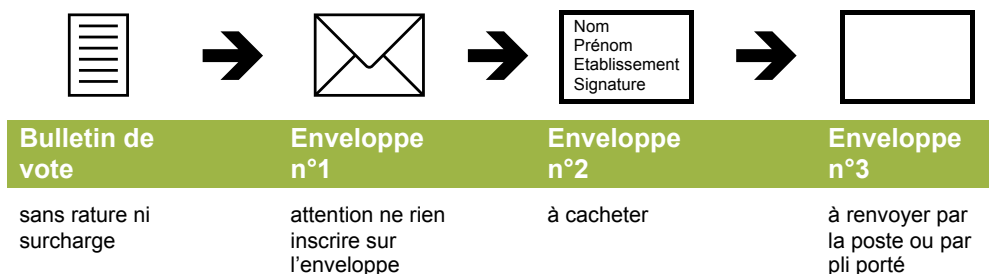 Nom
Prénom
Etablissement
Signature
Bulletin de
vote
Enveloppe
n°1
Enveloppe
n°2
Enveloppe
n°3
sans rature ni
surcharge
attention ne rien
inscrire sur
l’enveloppe
à cacheter
à renvoyer par
la poste ou par
pli porté